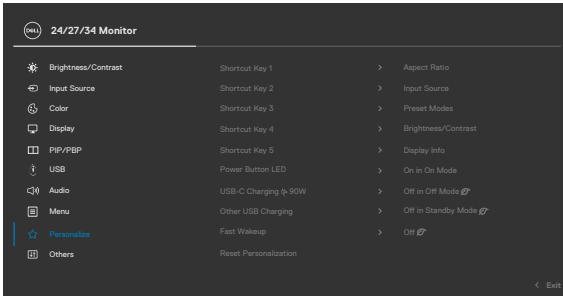 DELL 24/27/34 Monitor
Brightness/Contrast Shortcut Key 1 > Aspect Ratio
Input Source Shortcut Key 2 > Input Source
Color Shortcut Key 3 > Preset Modes
Display Shortcut Key 4 > Brightness/Contrast
PIP/PBP Shortcut Key 5 > Display Info
USB Power Button LED > On in On Mode
Audio USB-C Charging 90W > Off in Off Mode
Menu Other USB Charging > Off in Standby Mode
Personalize Fast Wakeup > Off
Others Reset Personalization
< Exit